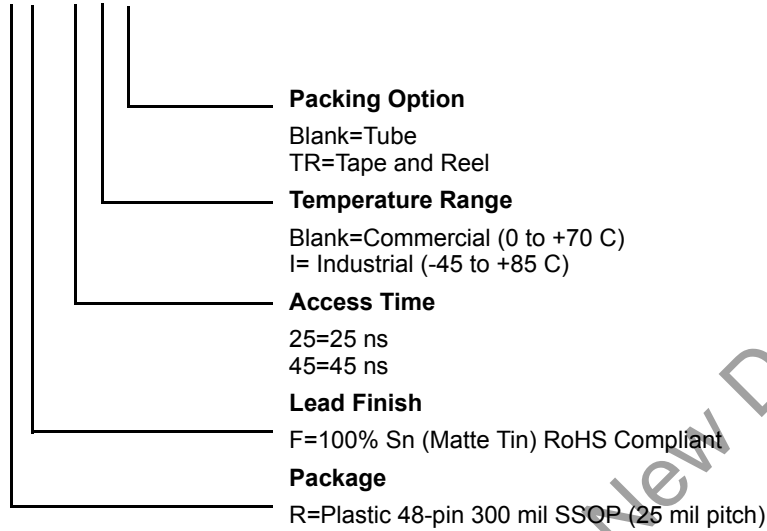 Packing Option
Blank=Tube
TR=Tape and Reel
Temperature Range
Blank=Commercial (0 to +70 C)
I= Industrial (-45 to +85 C)
Access Time
25=25 ns
45=45 ns
Lead Finish
F=100% Sn (Matte Tin) RoHS Compliant
Package
R=Plastic 48-pin 300 mil SSOP (25 mil pitch)
New D